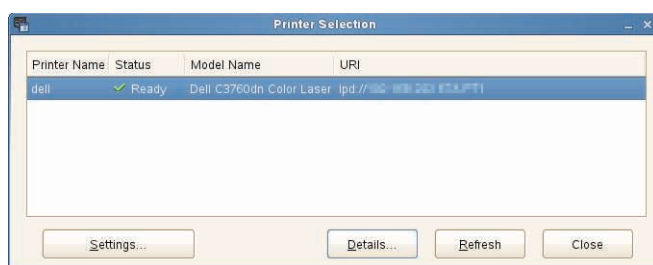 Printer Selection
Printer Name Status Model Name URI
dell Ready Dell C3760dn Color Laser lpd://
Settings... Details... Refresh Close